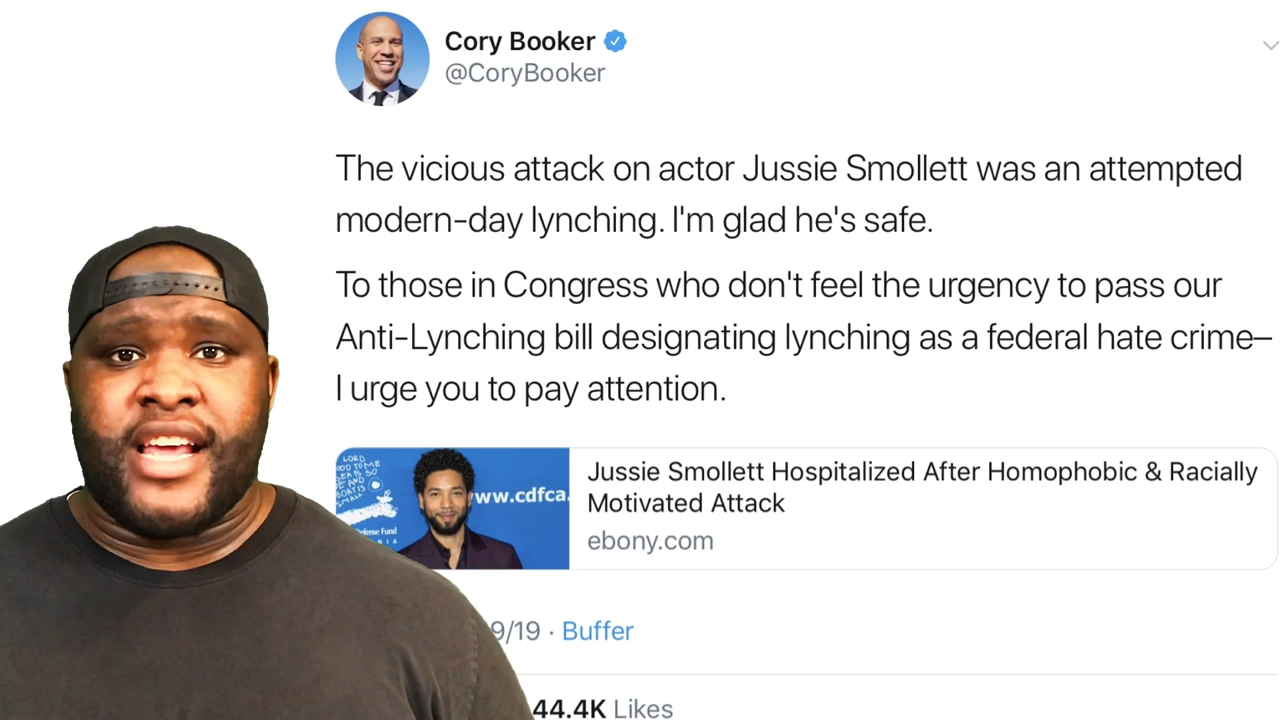 Cory Booker
@CoryBooker
The vicious attack on actor Jussie Smollett was an attempted
modern-day lynching. I'm glad he's safe.
To those in Congress who don't feel the urgency to pass our
Anti-Lynching bill designating lynching as a federal hate crime–
I urge you to pay attention.
LORD
SMALL
www.cdfca.
Jussie Smollett Hospitalized After Homophobic & Racially
Motivated Attack
ebony.com
9/19 · Buffer
44.4K Likes